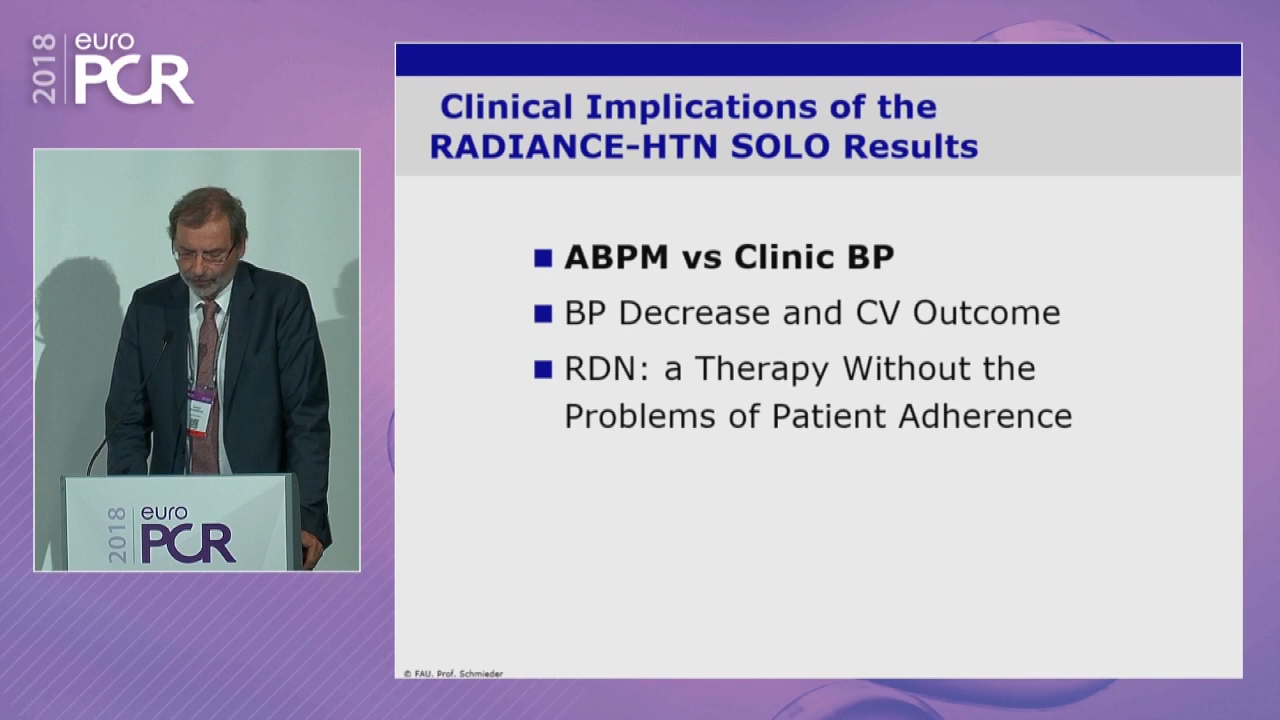 2018
euro
PCR
Clinical Implications of the
RADIANCE-HTN SOLO Results
ABPM vs Clinic BP
BP Decrease and CV Outcome
RDN: a Therapy Without the
Problems of Patient Adherence
© FAU, Prof. Schmieder
2018
euro
PCR